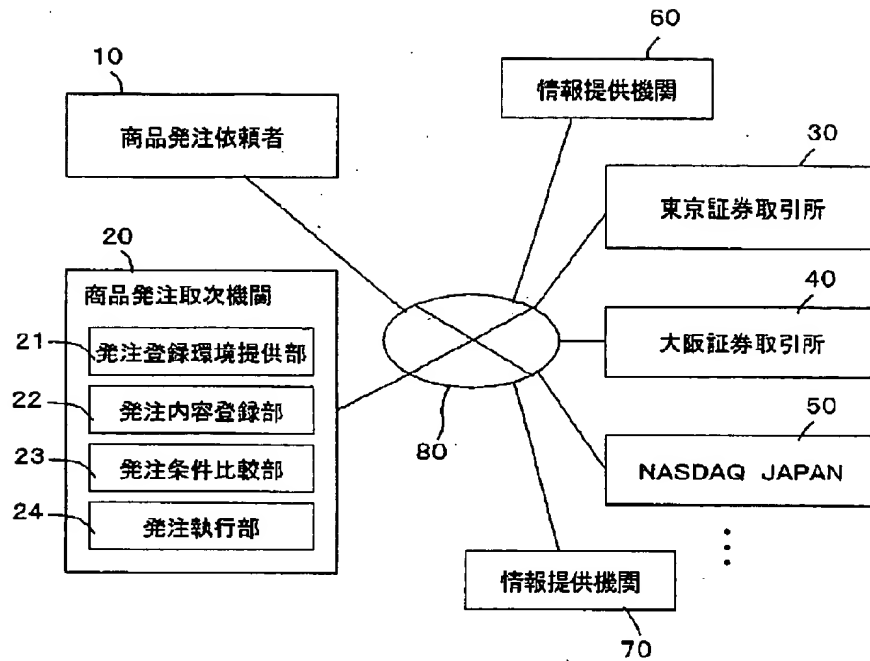 60
10
情報提供機関
商品発注依頼者
30
東京証券取引所
20
商品発注取次機関
40
21
発注登録環境提供部
大阪証券取引所
22
発注内容登録部
80
50
23
発注条件比較部
NASDAQ JAPAN
24
発注執行部
情報提供機関
70